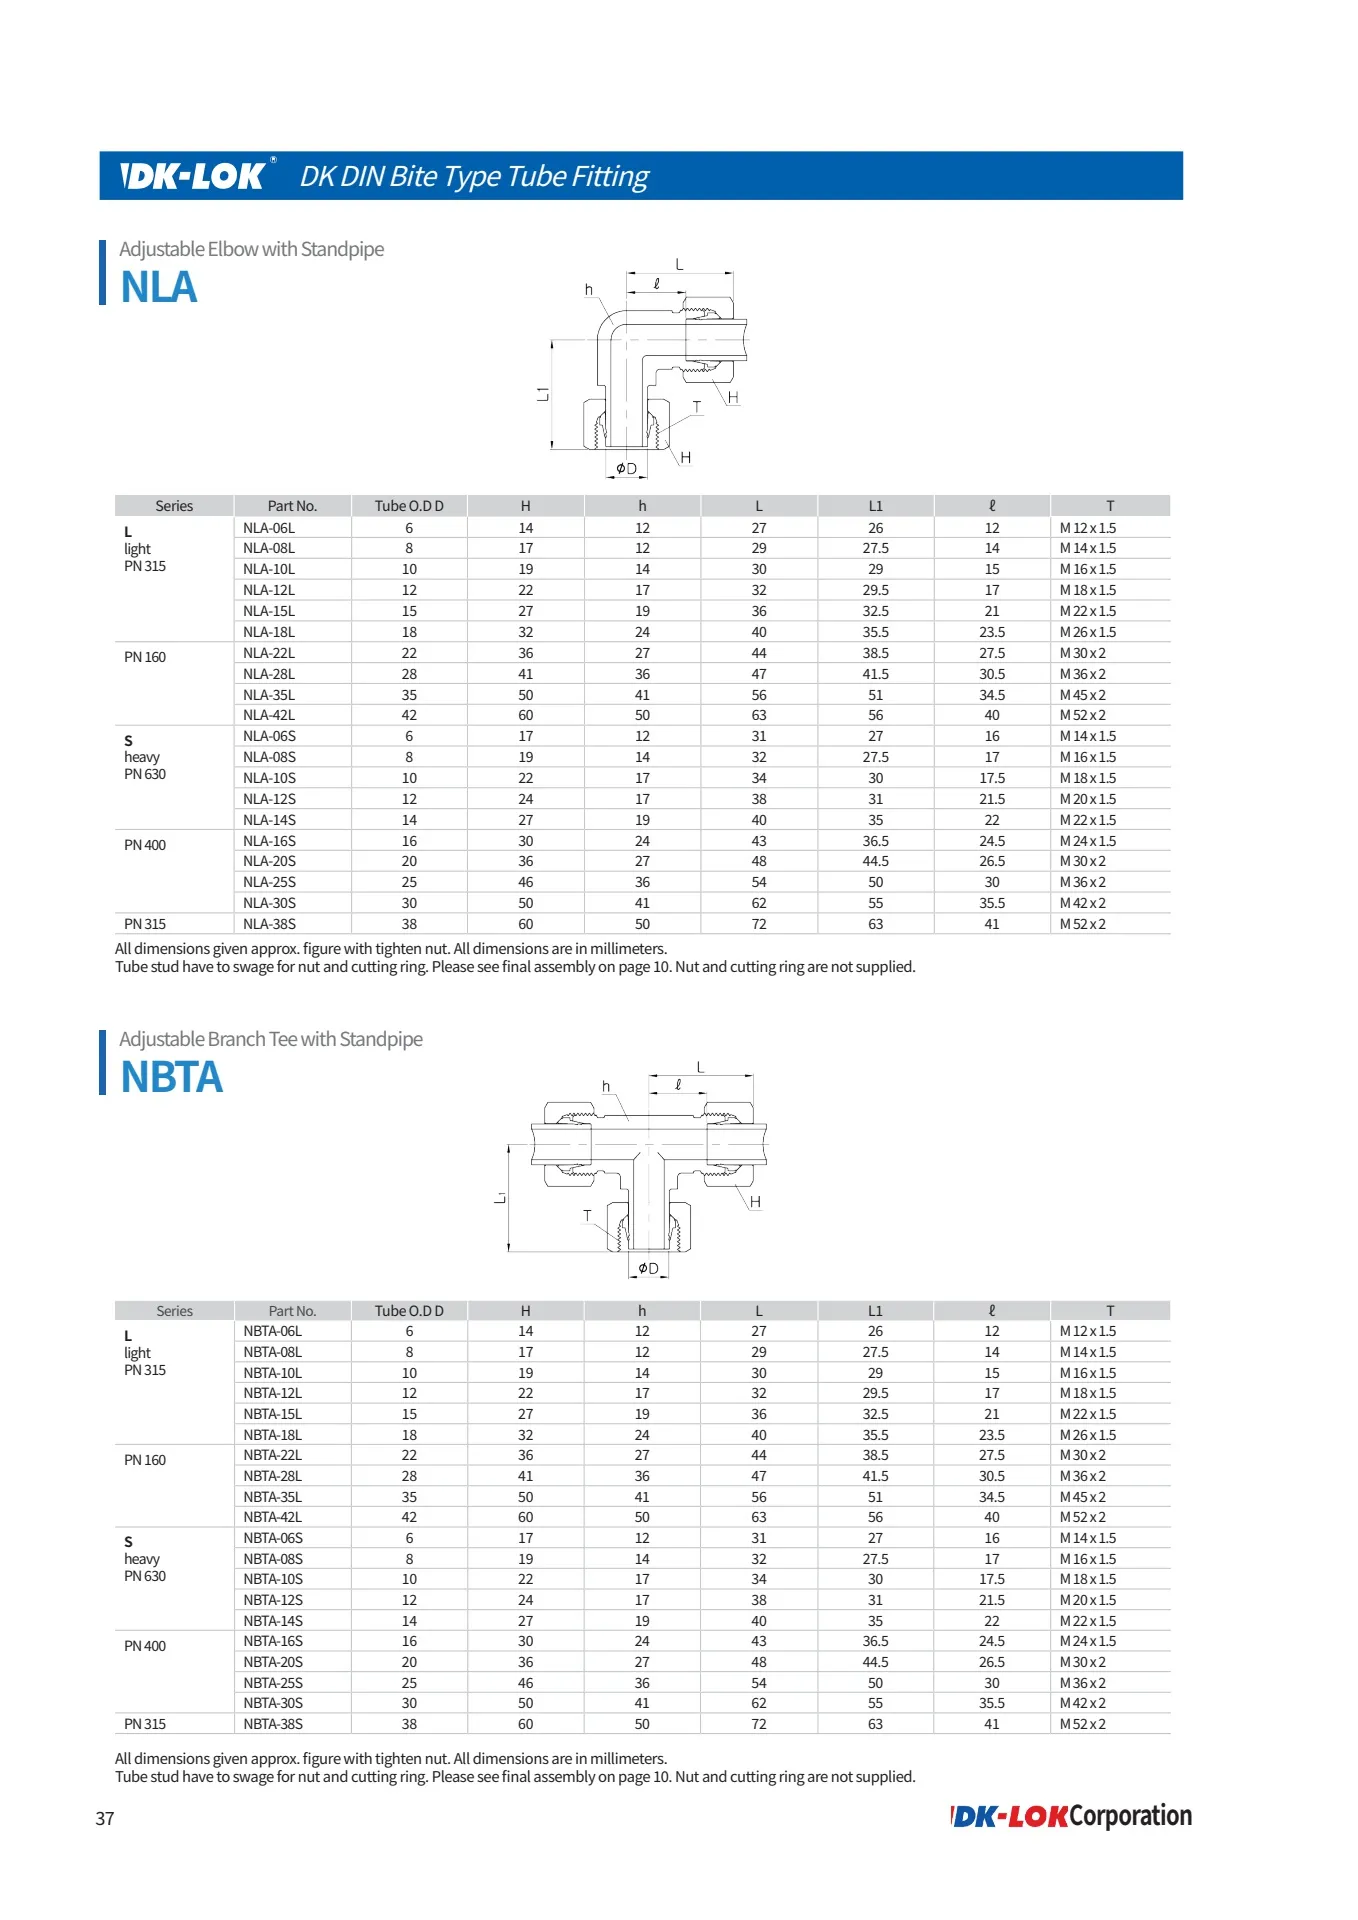 DK-LOK® DK DIN Bite Type Tube Fitting
Adjustable Elbow with Standpipe
NLA
L
ℓ
h
L1
H
T
H
ϕD
Series Part No. Tube O.D D H h L L1 ℓ T
L
light
PN 315
NLA-06L 6 14 12 27 26 12 M 12 x 1.5
NLA-08L 8 17 12 29 27.5 14 M 14 x 1.5
NLA-10L 10 19 14 30 29 15 M 16 x 1.5
NLA-12L 12 22 17 32 29.5 17 M 18 x 1.5
NLA-15L 15 27 19 36 32.5 21 M 22 x 1.5
NLA-18L 18 32 24 40 35.5 23.5 M 26 x 1.5
PN 160
NLA-22L 22 36 27 44 38.5 27.5 M 30 x 2
NLA-28L 28 41 36 47 41.5 30.5 M 36 x 2
NLA-35L 35 50 41 56 51 34.5 M 45 x 2
NLA-42L 42 60 50 63 56 40 M 52 x 2
S
heavy
PN 630
NLA-06S 6 17 12 31 27 16 M 14 x 1.5
NLA-08S 8 19 14 32 27.5 17 M 16 x 1.5
NLA-10S 10 22 17 34 30 17.5 M 18 x 1.5
NLA-12S 12 24 17 38 31 21.5 M 20 x 1.5
NLA-14S 14 27 19 40 35 22 M 22 x 1.5
PN 400
NLA-16S 16 30 24 43 36.5 24.5 M 24 x 1.5
NLA-20S 20 36 27 48 44.5 26.5 M 30 x 2
NLA-25S 25 46 36 54 50 30 M 36 x 2
NLA-30S 30 50 41 62 55 35.5 M 42 x 2
PN 315 NLA-38S 38 60 50 72 63 41 M 52 x 2
All dimensions given approx. figure with tighten nut. All dimensions are in millimeters.
Tube stud have to swage for nut and cutting ring. Please see final assembly on page 10. Nut and cutting ring are not supplied.
Adjustable Branch Tee with Standpipe
NBTA
L
ℓ
h
L1
H
T
ϕD
Series Part No. Tube O.D D H h L L1 ℓ T
L
light
PN 315
NBTA-06L 6 14 12 27 26 12 M 12 x 1.5
NBTA-08L 8 17 12 29 27.5 14 M 14 x 1.5
NBTA-10L 10 19 14 30 29 15 M 16 x 1.5
NBTA-12L 12 22 17 32 29.5 17 M 18 x 1.5
NBTA-15L 15 27 19 36 32.5 21 M 22 x 1.5
NBTA-18L 18 32 24 40 35.5 23.5 M 26 x 1.5
PN 160
NBTA-22L 22 36 27 44 38.5 27.5 M 30 x 2
NBTA-28L 28 41 36 47 41.5 30.5 M 36 x 2
NBTA-35L 35 50 41 56 51 34.5 M 45 x 2
NBTA-42L 42 60 50 63 56 40 M 52 x 2
S
heavy
PN 630
NBTA-06S 6 17 12 31 27 16 M 14 x 1.5
NBTA-08S 8 19 14 32 27.5 17 M 16 x 1.5
NBTA-10S 10 22 17 34 30 17.5 M 18 x 1.5
NBTA-12S 12 24 17 38 31 21.5 M 20 x 1.5
NBTA-14S 14 27 19 40 35 22 M 22 x 1.5
PN 400
NBTA-16S 16 30 24 43 36.5 24.5 M 24 x 1.5
NBTA-20S 20 36 27 48 44.5 26.5 M 30 x 2
NBTA-25S 25 46 36 54 50 30 M 36 x 2
NBTA-30S 30 50 41 62 55 35.5 M 42 x 2
PN 315 NBTA-38S 38 60 50 72 63 41 M 52 x 2
All dimensions given approx. figure with tighten nut. All dimensions are in millimeters.
Tube stud have to swage for nut and cutting ring. Please see final assembly on page 10. Nut and cutting ring are not supplied.
37
DK-LOK Corporation